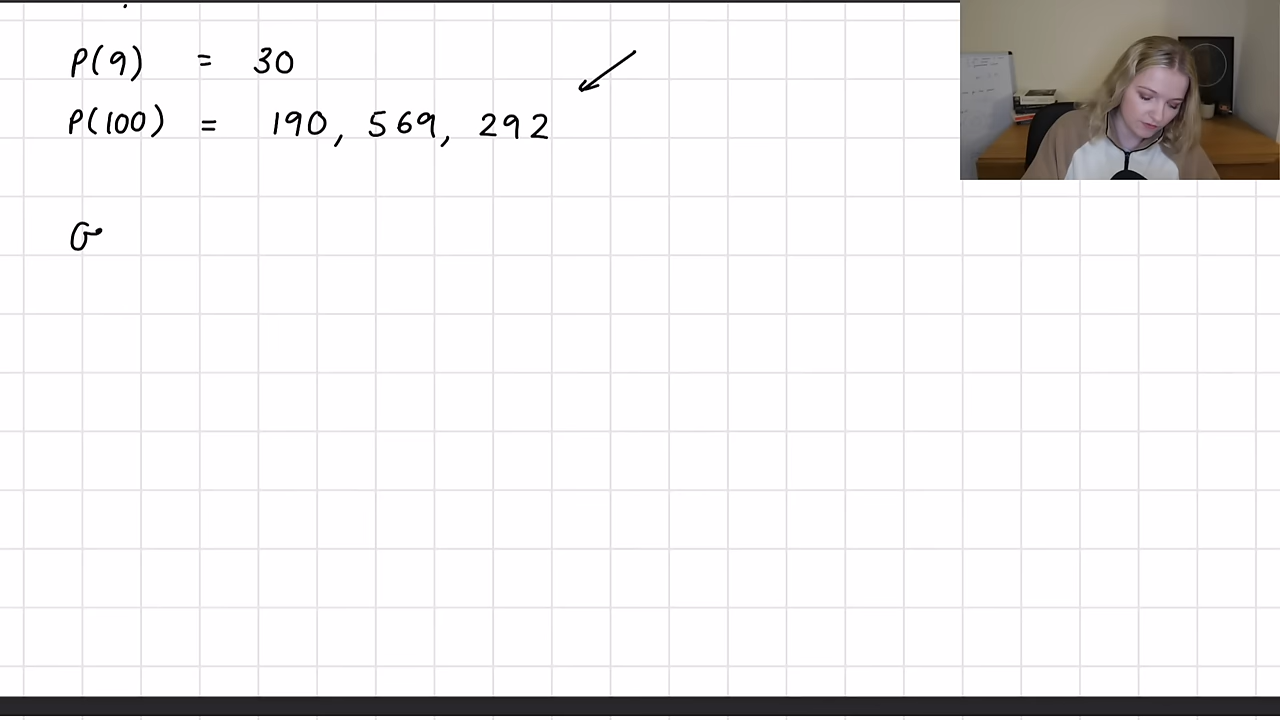 P(9) = 30
P(100) = 190, 569, 292
G